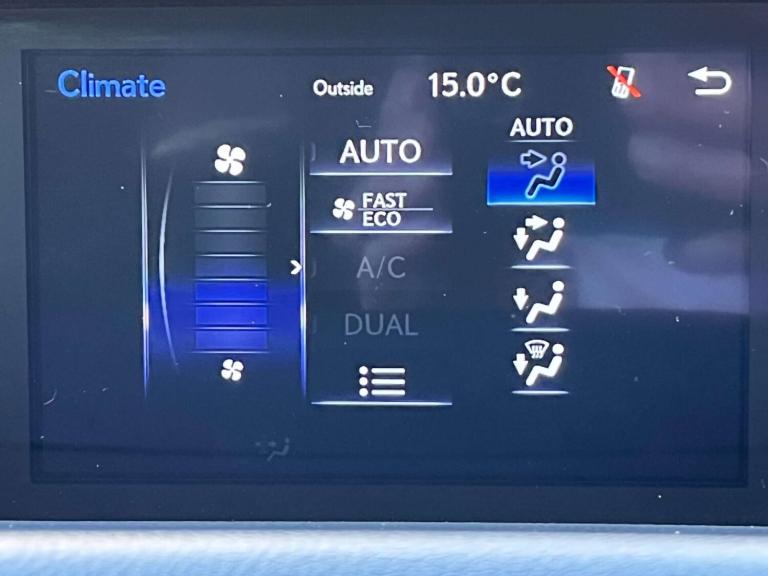 Climate
Outside 15.0°C
AUTO
FAST
ECO
A/C
DUAL
AUTO